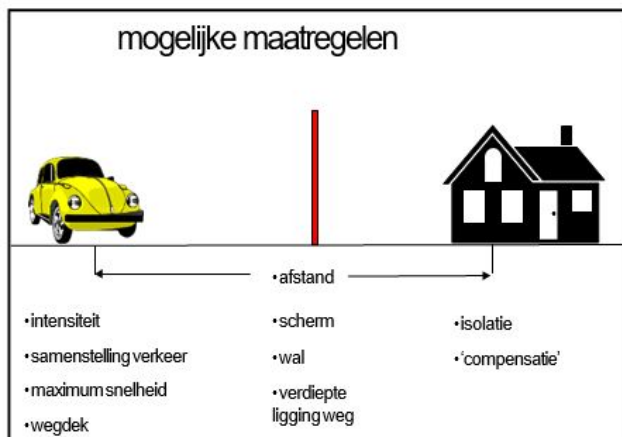 mogelijke maatregelen
•afstand
•intensiteit
•samenstelling verkeer
•maximum snelheid
•wegdek
•scherm
•wal
•verdiepte
ligging weg
•isolatie
•'compensatie'